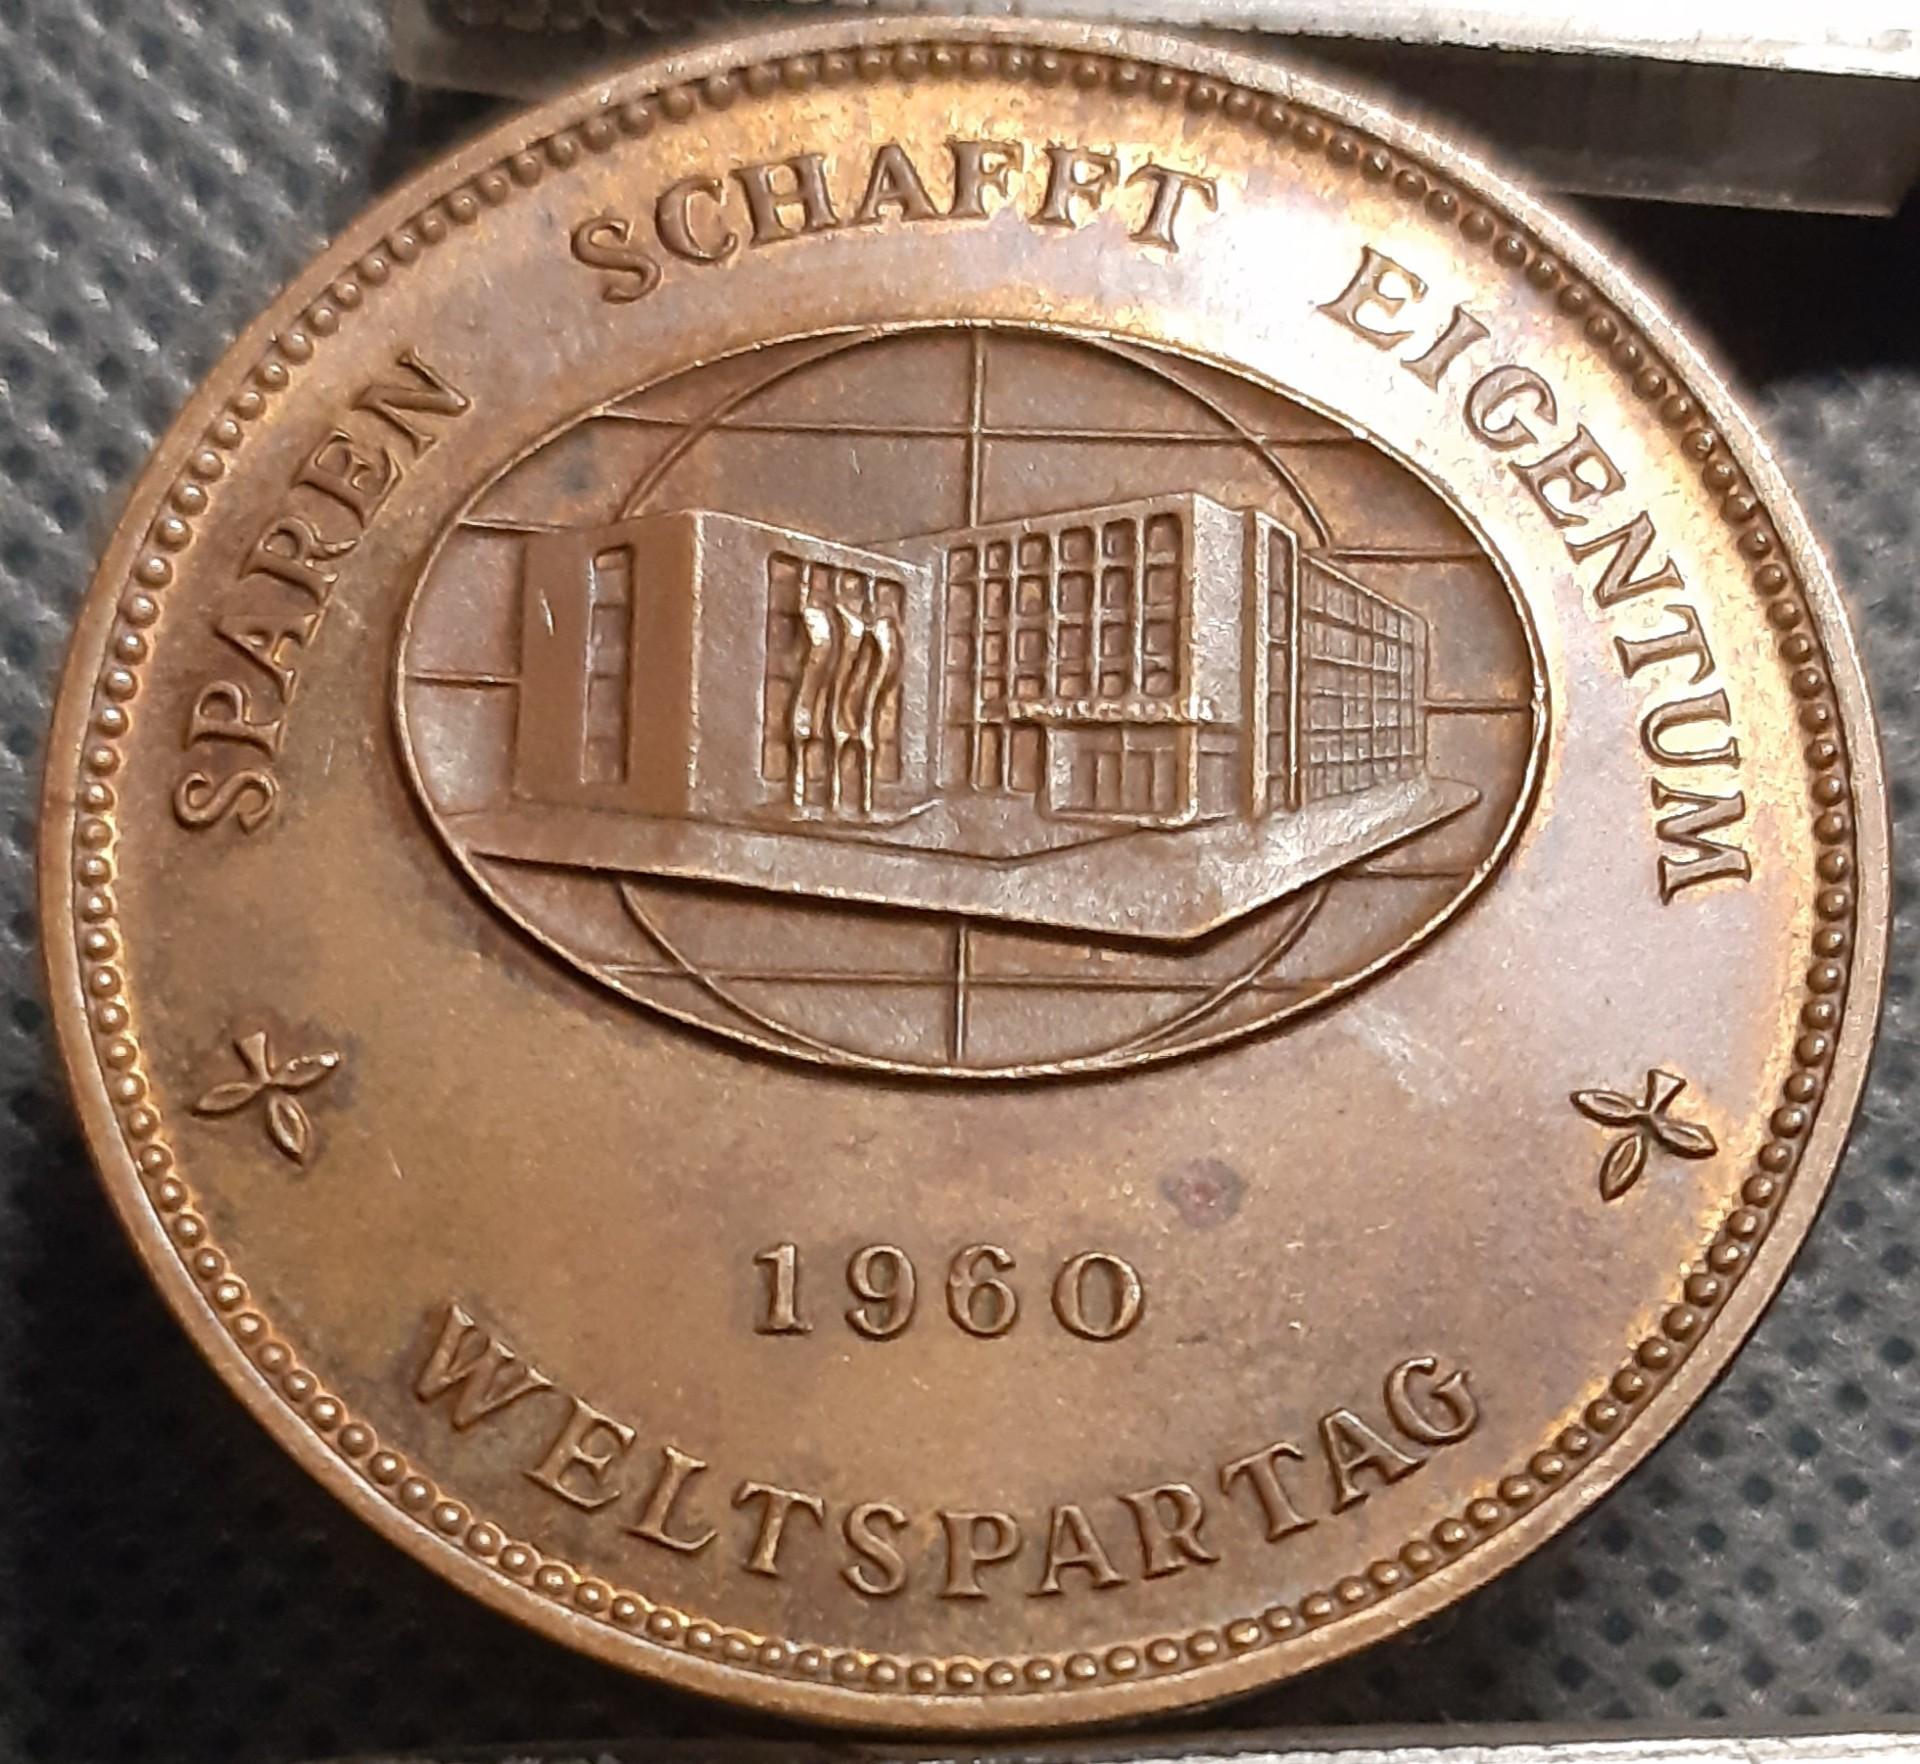 SPAREN SCHAFFT EIGENTUM
1960
WELTSPARTAG